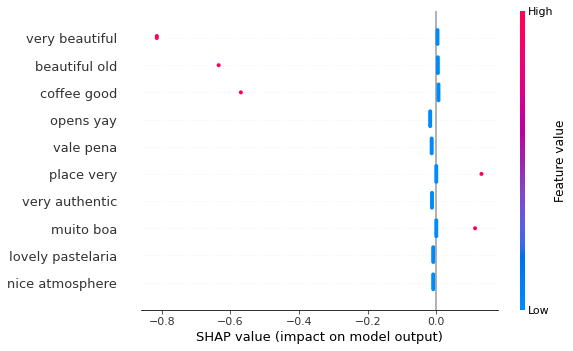 High
very beautiful
beautiful old
coffee good
opens yay
vale pena
place very
very authentic
muito boa
lovely pastelaria
nice atmosphere
Feature value
Low
−0.8 −0.6 −0.4 −0.2 0.0
SHAP value (impact on model output)